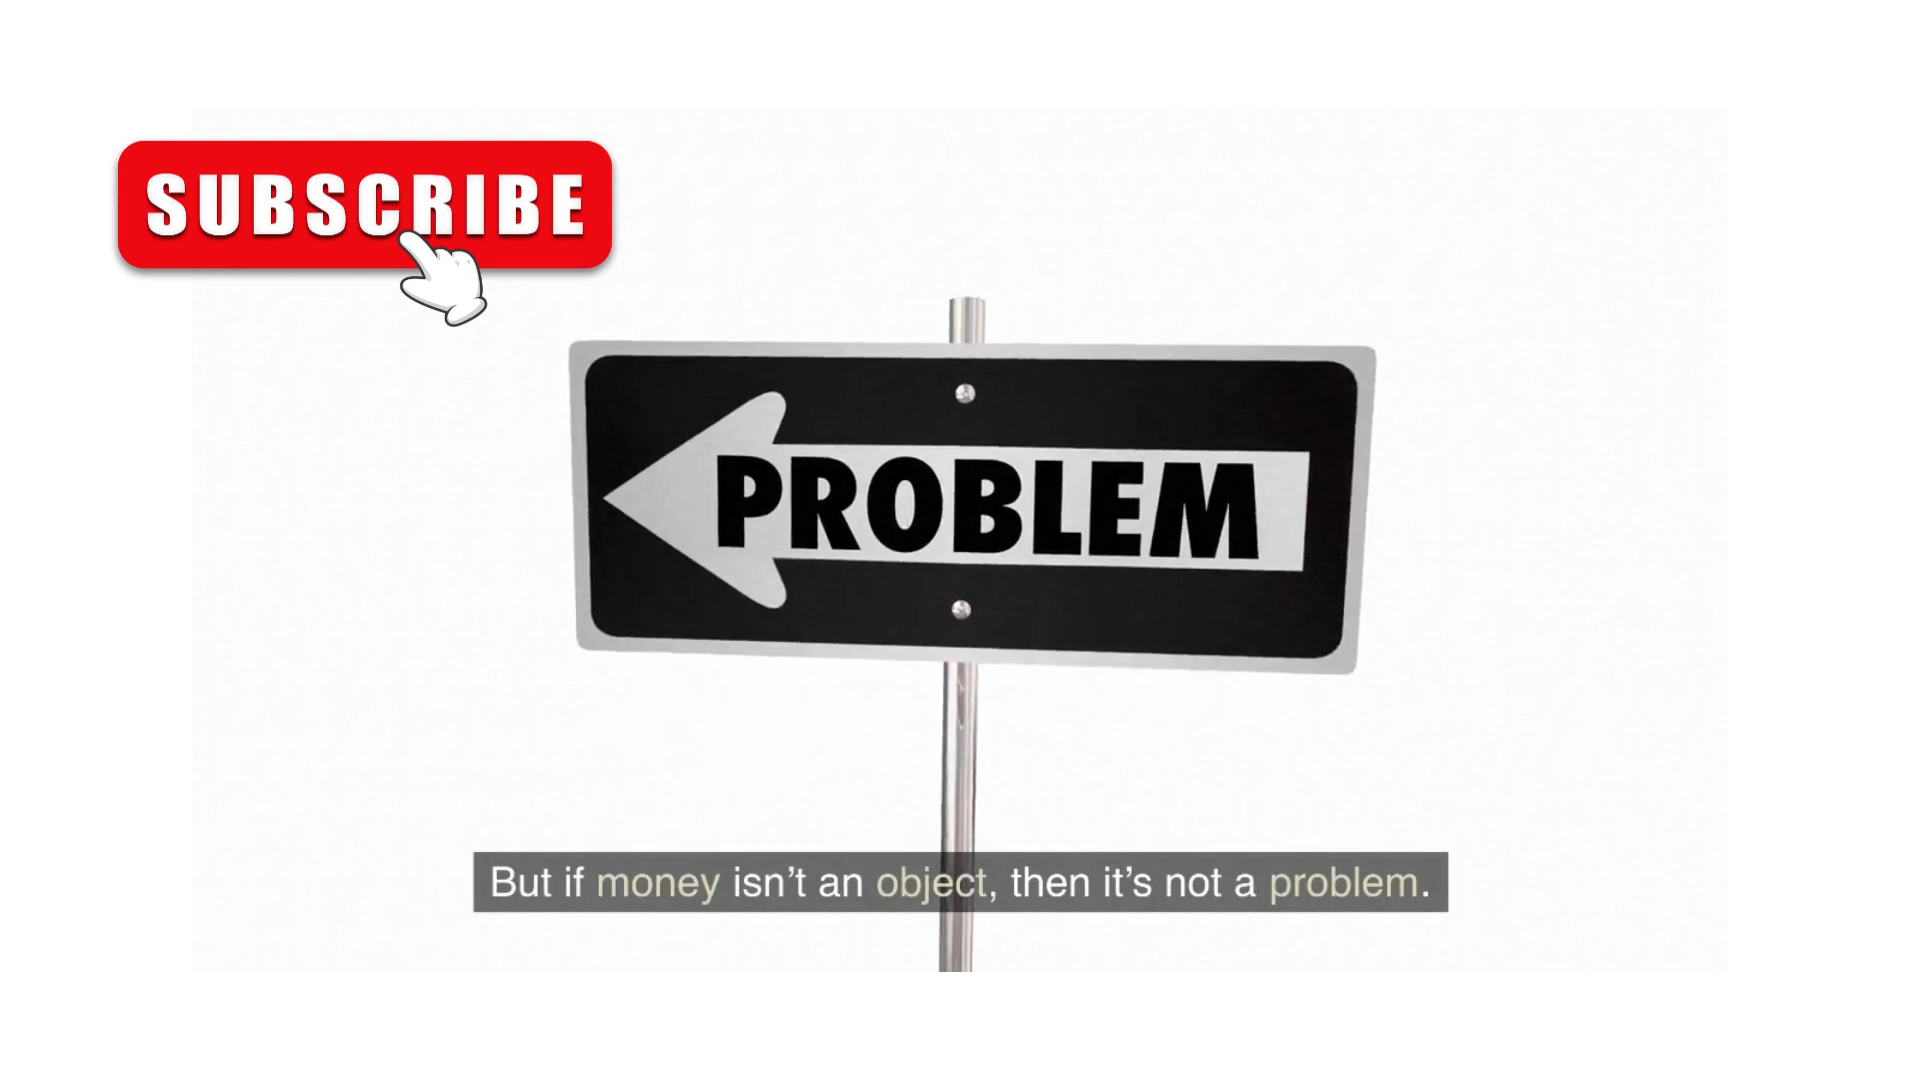 SUBSCRIBE
PROBLEM
But if money isn't an object, then it's not a problem.